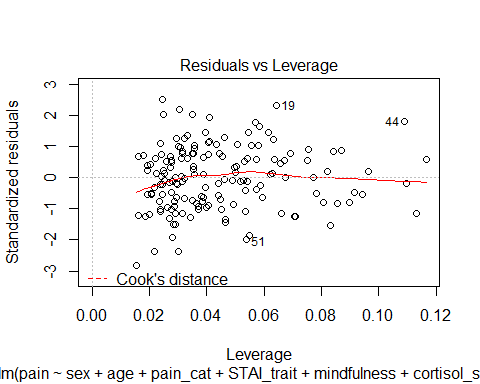 Residuals vs Leverage
Standardized residuals
3
2
1
0
-1
-2
-3
19
44
51
Cook's distance
0.00 0.02 0.04 0.06 0.08 0.10 0.12
Leverage
lm(pain ~ sex + age + pain_cat + STAI_trait + mindfulness + cortisol_s